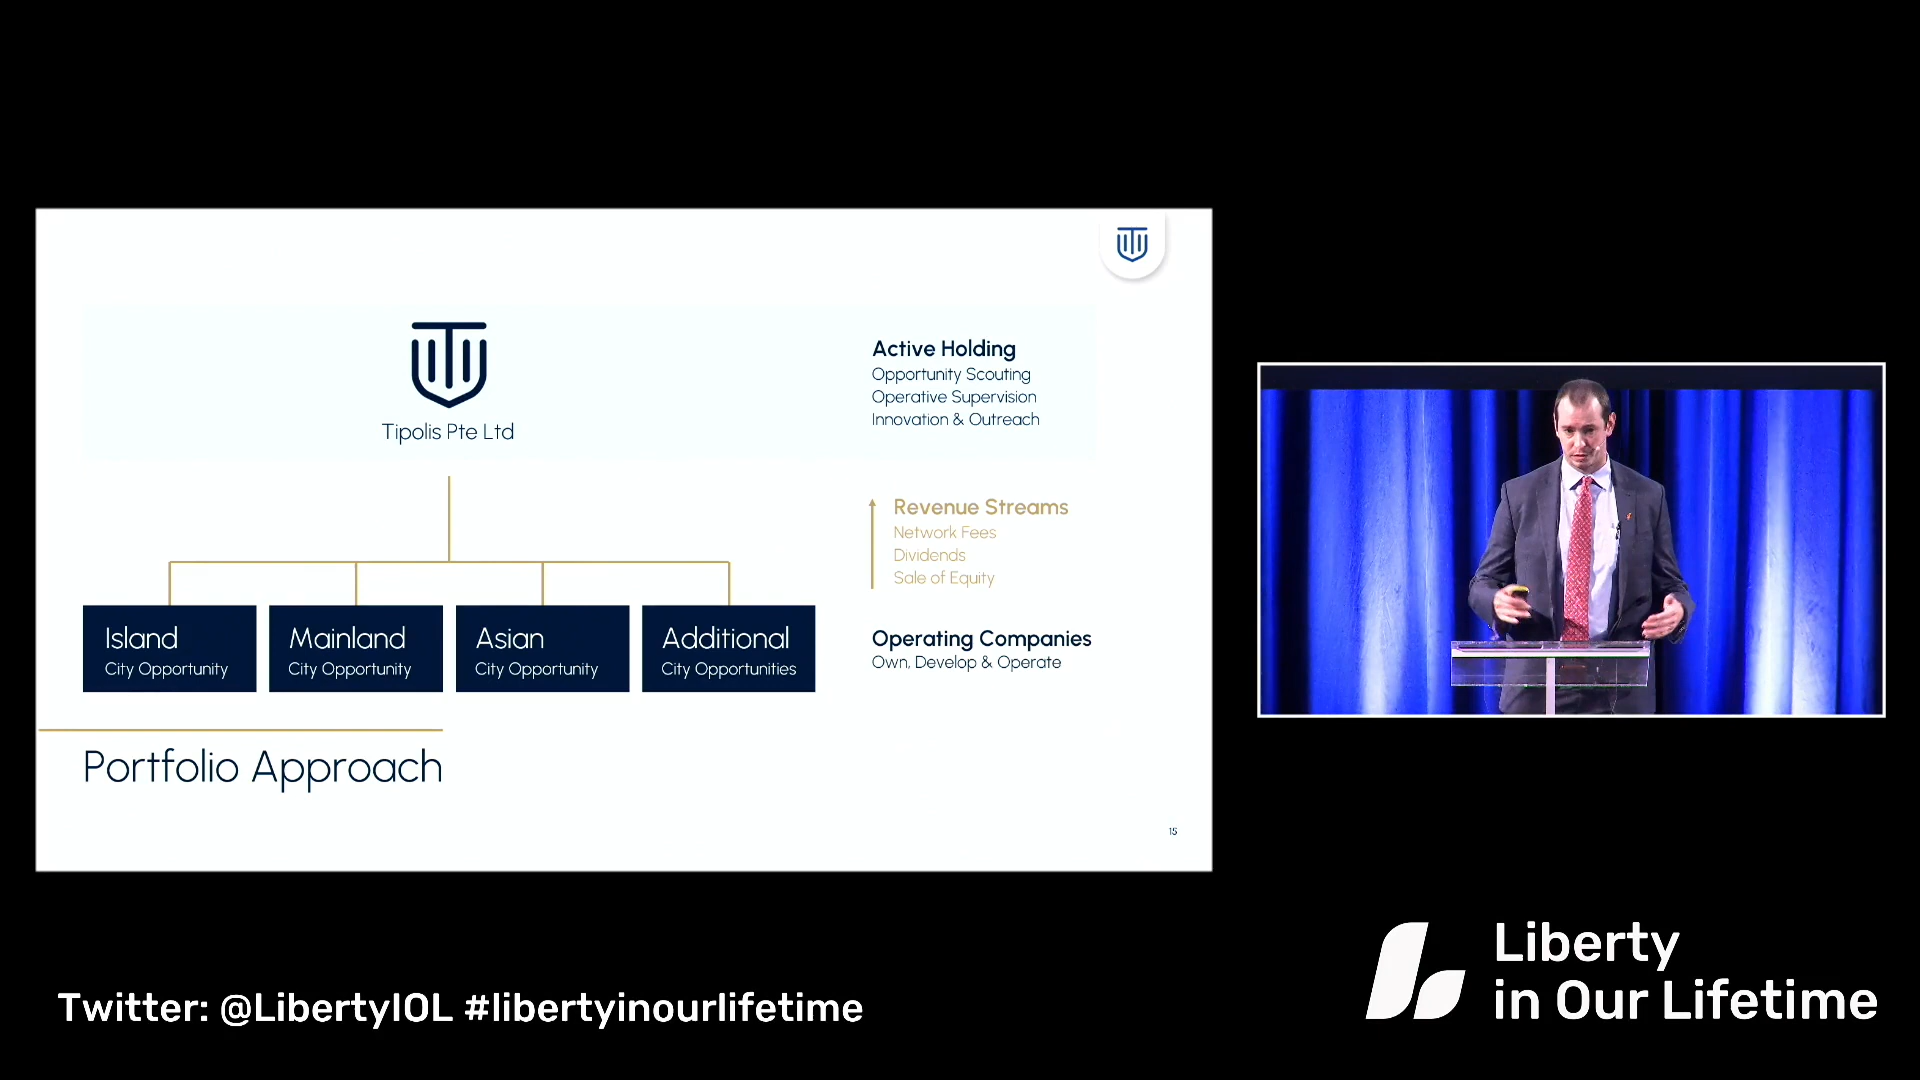 Tipolis Pte Ltd
Active Holding
Opportunity Scouting
Operative Supervision
Innovation & Outreach
Revenue Streams
Network Fees
Dividends
Sale of Equity
Island
City Opportunity
Mainland
City Opportunity
Asian
City Opportunity
Additional
City Opportunities
Operating Companies
Own, Develop & Operate
Portfolio Approach
15
Twitter: @LibertyIOL #libertyinourlifetime
Liberty
in Our Lifetime